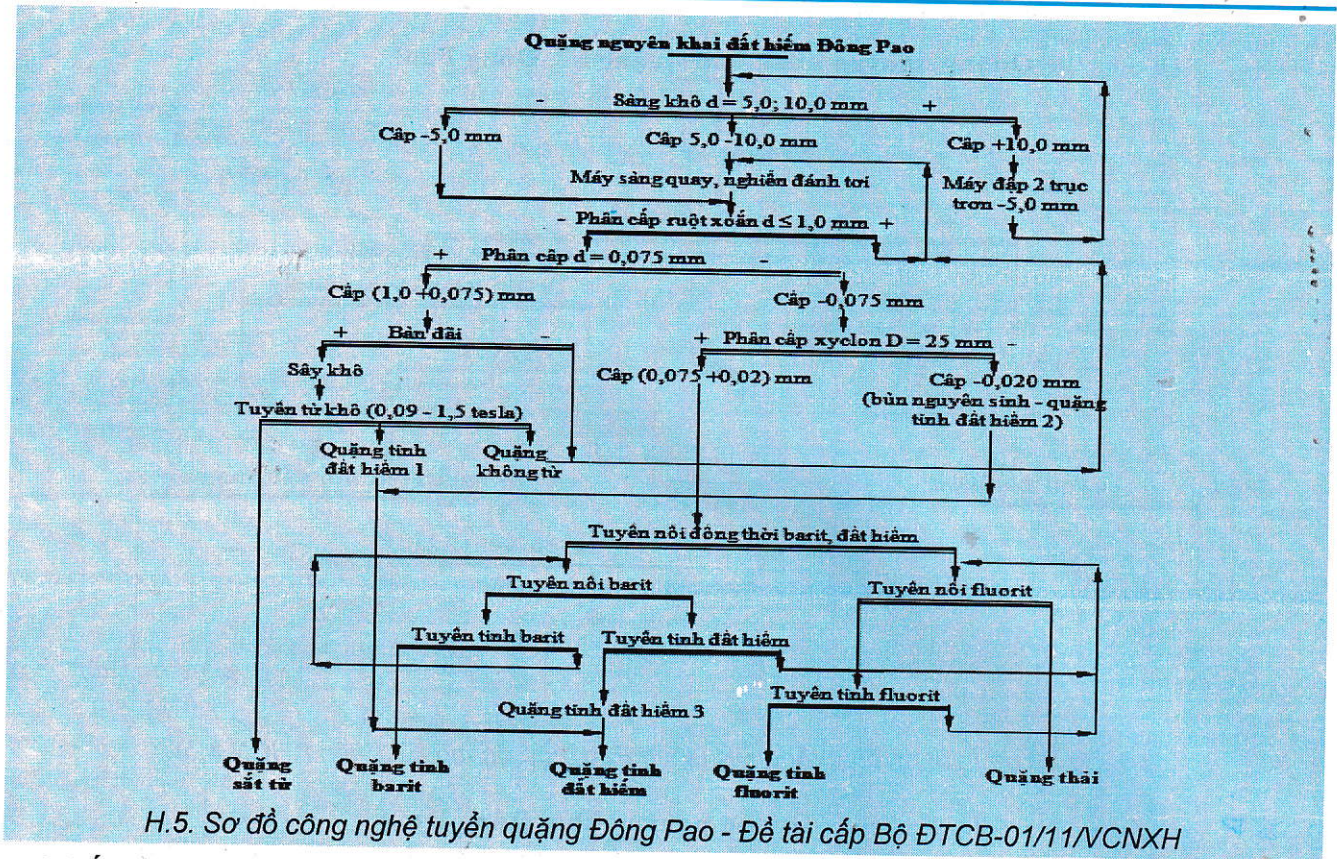 Quặng nguyên khai đất hiếm Đông Pao
- Sàng khô d = 5,0; 10,0 mm +
Cấp -5,0 mm
Cấp 5,0 -10,0 mm
Cấp +10,0 mm
Máy sàng quay, nghiền đánh tơi
Máy đập 2 trục
trơn -5,0 mm
- Phân cấp ruột xoắn d ≤ 1,0 mm +
+ Phân cấp d = 0,075 mm -
Cấp (1,0 +0,075) mm
Cấp -0,075 mm
+ Bàn đãi -
+ Phân cấp xyclon D = 25 mm -
Sấy khô
Cấp (0,075 +0,02) mm
Cấp -0,020 mm
(bùn nguyên sinh - quặng
tinh đất hiếm 2)
Tuyển từ khô (0,09 - 1,5 tesla)
Quặng tinh
đất hiếm 1
Quặng
không từ
Tuyển nổi đồng thời barit, đất hiếm
Tuyển nổi barit
Tuyển nổi fluorit
Tuyển tinh barit
Tuyển tinh đất hiếm
Tuyển tinh fluorit
Quặng tinh đất hiếm 3
Quặng
sắt từ
Quặng tinh
barit
Quặng tinh
đất hiếm
Quặng tinh
fluorit
Quặng thải
H.5. Sơ đồ công nghệ tuyển quặng Đông Pao - Đề tài cấp Bộ ĐTCB-01/11/VCNXH